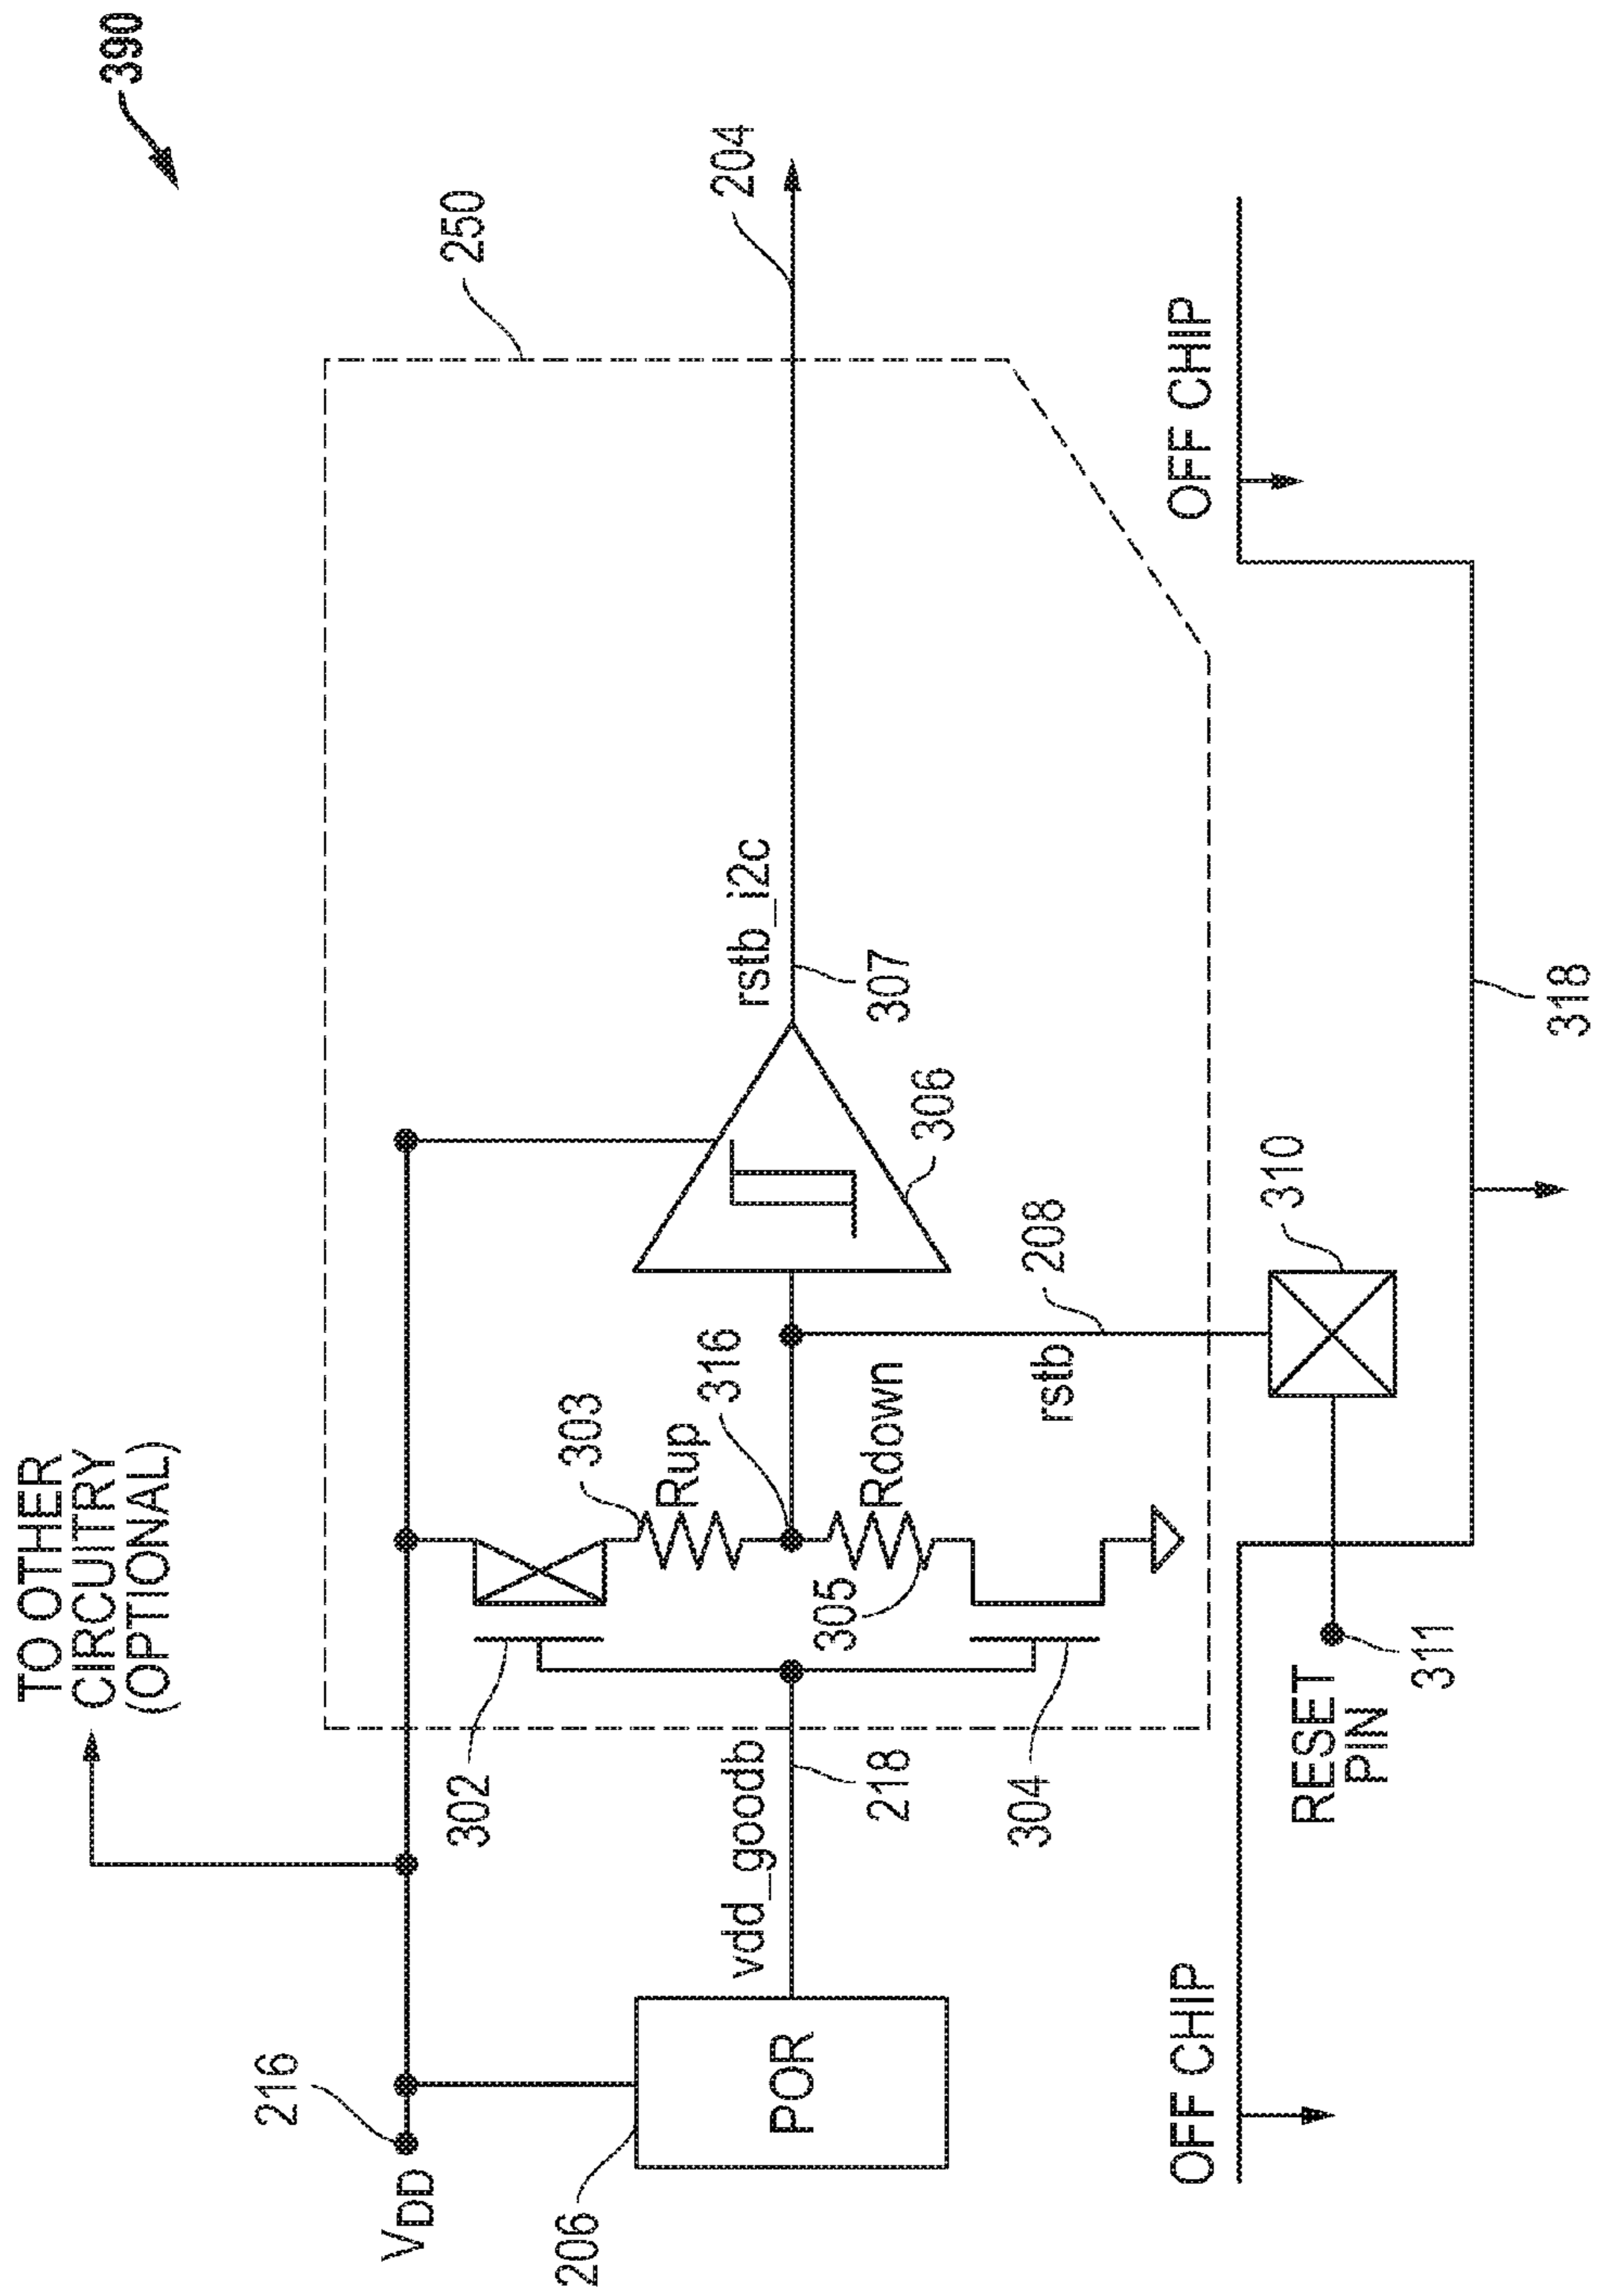 390
TO OTHER
CIRCUITRY
(OPTIONAL)
250
216
VDD
204
303
302
Rup
316
rstb_i2c
206
POR
vdd_goodb
218
305
Rdown
307
306
304
rstb
208
OFF CHIP
OFF CHIP
310
RESET
PIN
311
318